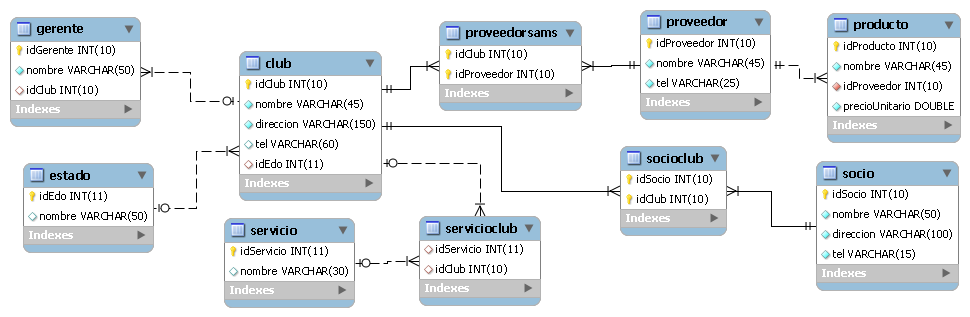 gerente
idGerente INT(10)
nombre VARCHAR(50)
idClub INT(10)
Indexes
club
idClub INT(10)
nombre VARCHAR(45)
direccion VARCHAR(150)
tel VARCHAR(60)
idEdo INT(11)
Indexes
proveedorsams
idClub INT(10)
idProveedor INT(10)
Indexes
proveedor
idProveedor INT(10)
nombre VARCHAR(45)
tel VARCHAR(25)
Indexes
producto
idProducto INT(10)
nombre VARCHAR(45)
idProveedor INT(10)
precioUnitario DOUBLE
Indexes
estado
idEdo INT(11)
nombre VARCHAR(50)
Indexes
servicio
idServicio INT(11)
nombre VARCHAR(30)
Indexes
servicioclub
idServicio INT(11)
idClub INT(10)
Indexes
socioclub
idSocio INT(10)
idClub INT(10)
Indexes
socio
idSocio INT(10)
nombre VARCHAR(50)
direccion VARCHAR(100)
tel VARCHAR(15)
Indexes